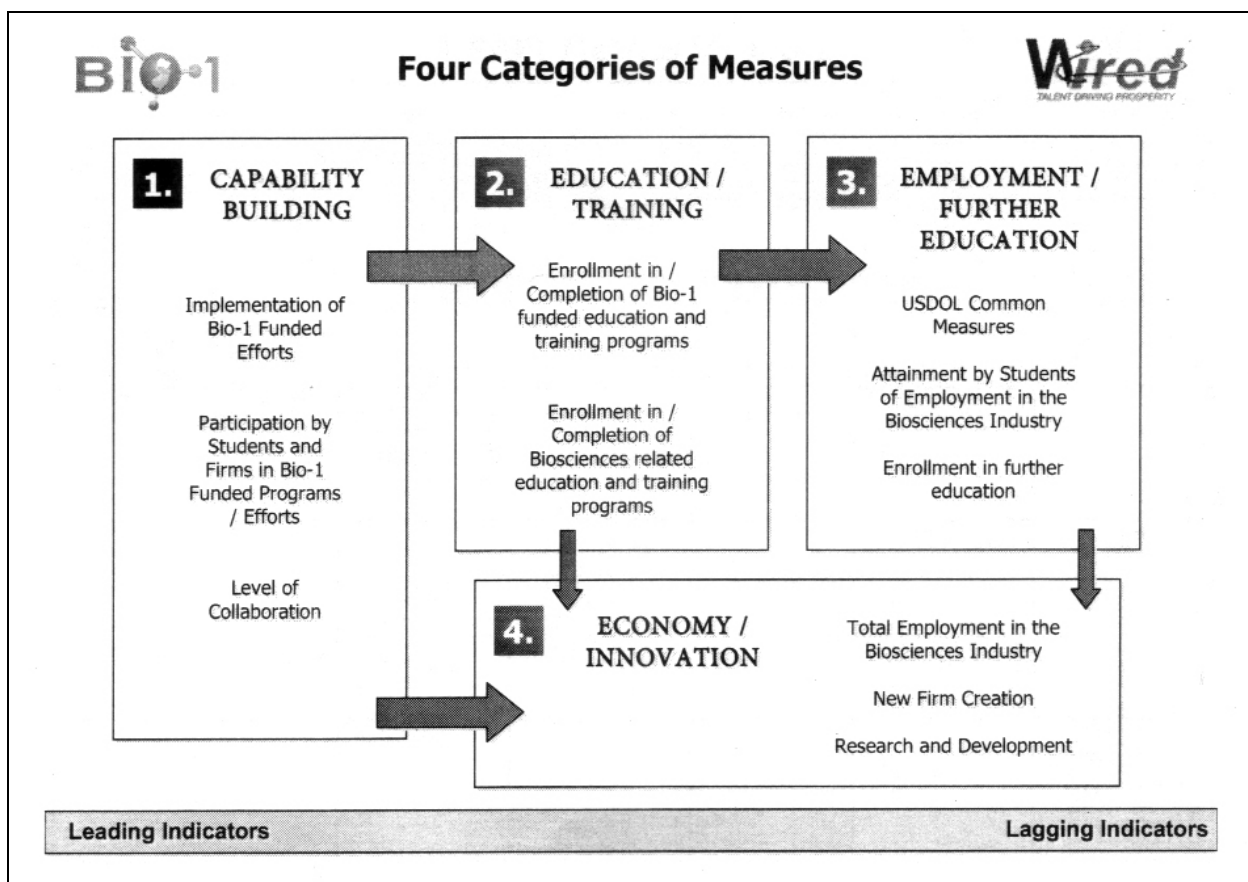 BIO-1
Four Categories of Measures
Wired
TALENT DRIVING PROSPERITY
1.
CAPABILITY
BUILDING
Implementation of
Bio-1 Funded
Efforts
Participation by
Students and
Firms in Bio-1
Funded Programs
/ Efforts
Level of
Collaboration
2.
EDUCATION /
TRAINING
Enrollment in /
Completion of Bio-1
funded education and
training programs
Enrollment in /
Completion of
Biosciences related
education and training
programs
3.
EMPLOYMENT /
FURTHER
EDUCATION
USDOL Common
Measures
Attainment by Students
of Employment in the
Biosciences Industry
Enrollment in further
education
4.
ECONOMY /
INNOVATION
Total Employment in the
Biosciences Industry
New Firm Creation
Research and Development
Leading Indicators
Lagging Indicators